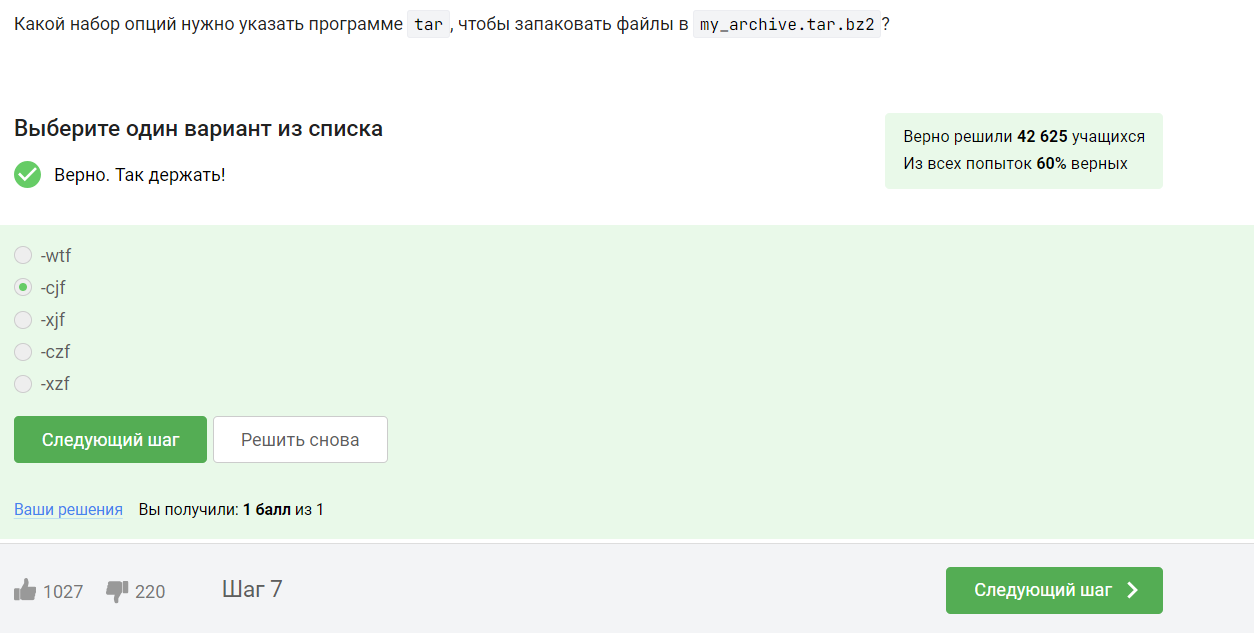 Какой набор опций нужно указать программе tar, чтобы запаковать файлы в my_archive.tar.bz2?
Выберите один вариант из списка
Верно. Так держать!
Верно решили 42 625 учащихся
Из всех попыток 60% верных
-wtf
-cjf
-xjf
-czf
-xzf
Следующий шаг
Решить снова
Ваши решения Вы получили: 1 балл из 1
1027
220
Шаг 7
Следующий шаг